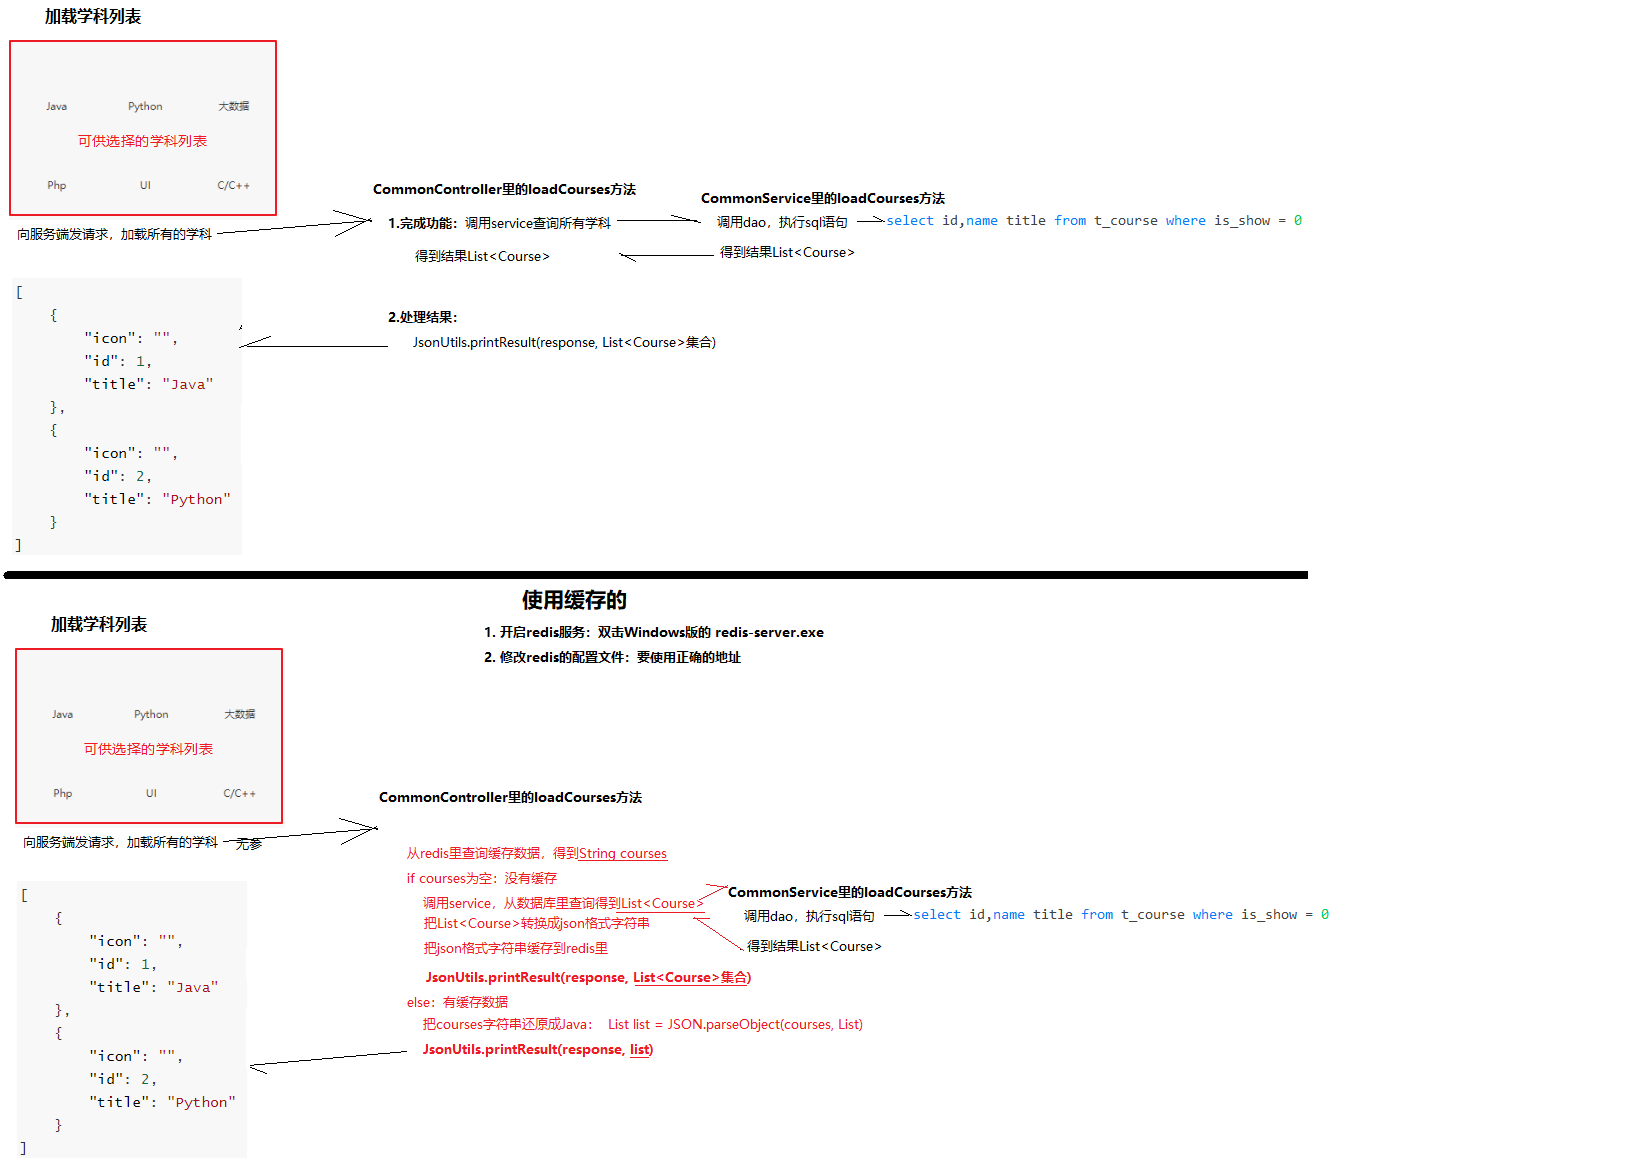 加载学科列表
Java Python 大数据
可供选择的学科列表
Php UI C/C++
向服务端发请求，加载所有的学科
CommonController里的loadCourses方法
1.完成功能：调用service查询所有学科
得到结果List<Course>
CommonService里的loadCourses方法
调用dao，执行sql语句
select id,name title from t_course where is_show = 0
得到结果List<Course>
2.处理结果：
JsonUtils.printResult(response, List<Course>集合)
[
{
"icon": "",
"id": 1,
"title": "Java"
},
{
"icon": "",
"id": 2,
"title": "Python"
}
]
使用缓存的
1. 开启redis服务：双击Windows版的 redis-server.exe
2. 修改redis的配置文件：要使用正确的地址
加载学科列表
Java Python 大数据
可供选择的学科列表
Php UI C/C++
向服务端发请求，加载所有的学科
无参
CommonController里的loadCourses方法
从redis里查询缓存数据，得到String courses
if courses为空：没有缓存
调用service，从数据库里查询得到List<Course>
把List<Course>转换成json格式字符串
把json格式字符串缓存到redis里
JsonUtils.printResult(response, List<Course>集合)
else：有缓存数据
把courses字符串还原成Java： List list = JSON.parseObject(courses, List)
JsonUtils.printResult(response, list)
CommonService里的loadCourses方法
调用dao，执行sql语句
select id,name title from t_course where is_show = 0
得到结果List<Course>
[
{
"icon": "",
"id": 1,
"title": "Java"
},
{
"icon": "",
"id": 2,
"title": "Python"
}
]